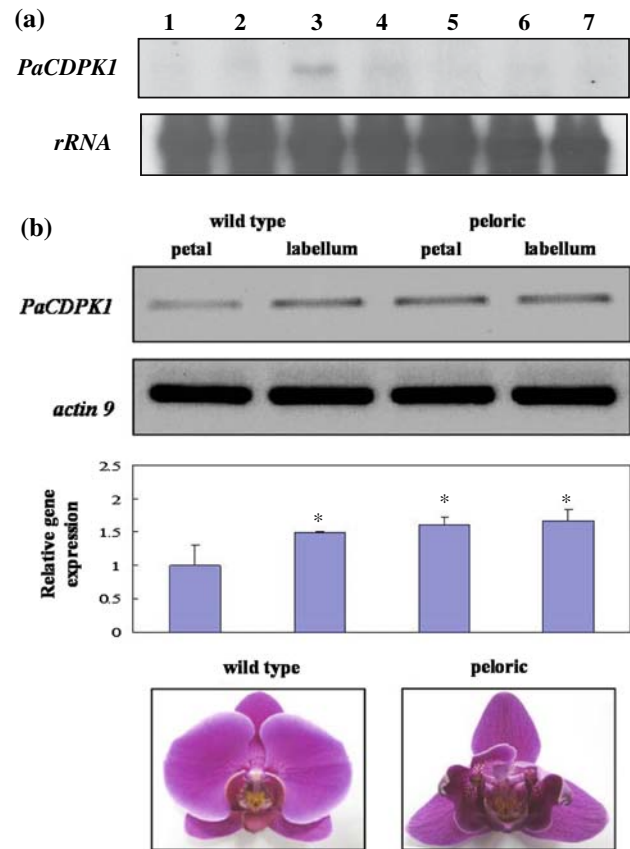 (a)
1 2 3 4 5 6 7
PaCDPK1
rRNA
(b)
wild type peloric
petal labellum petal labellum
PaCDPK1
actin 9
Relative gene
expression
2.5
2
1.5
1
0.5
0
* * *
wild type peloric